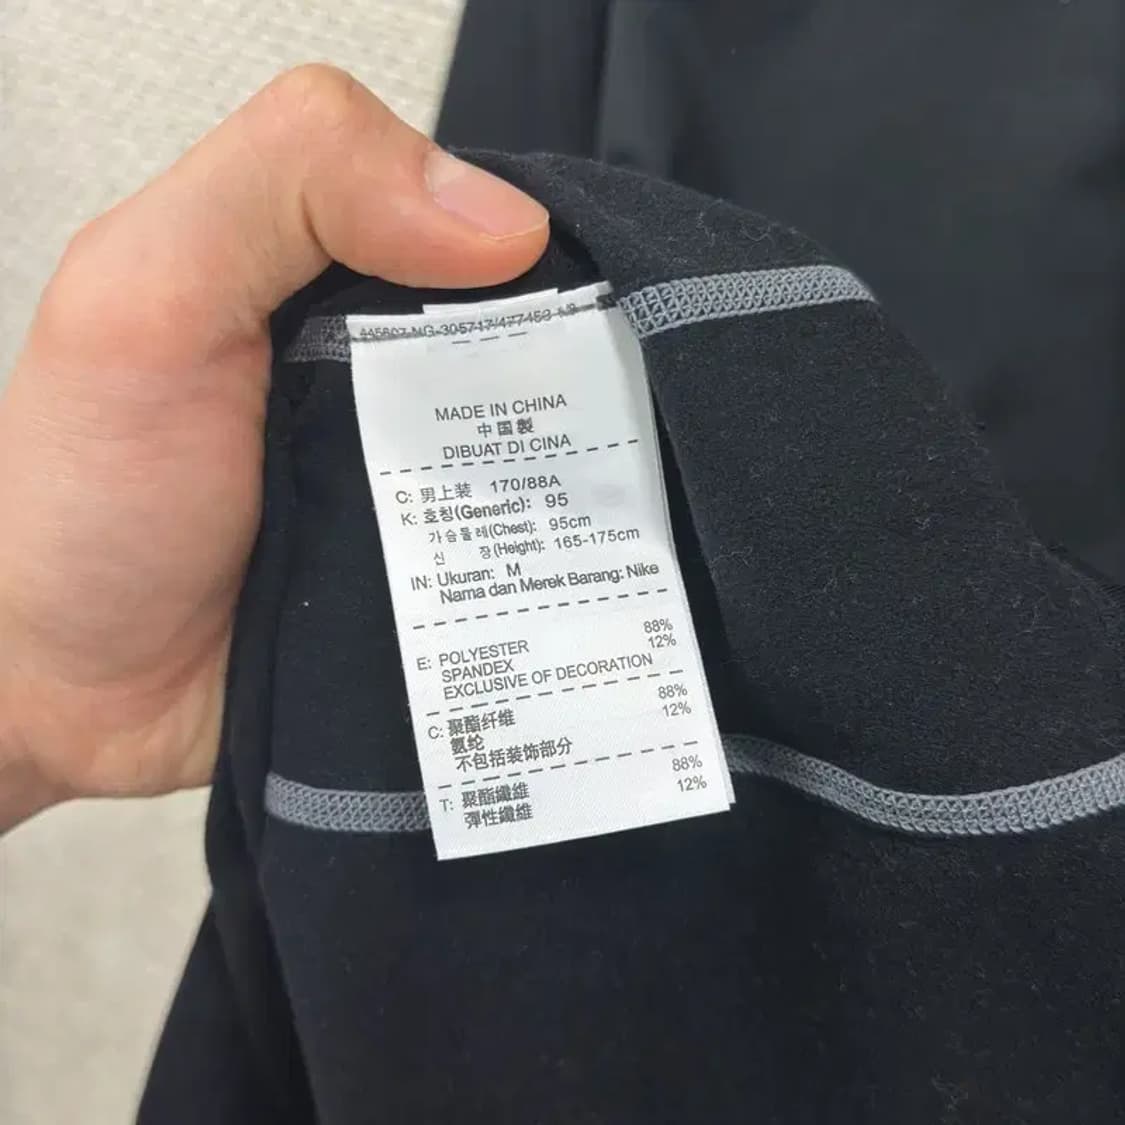 MADE IN CHINA
中国製
DIBUAT DI CINA
C: 男上装 170/88A
K: 호칭(Generic): 95
가슴둘레(Chest): 95cm
신 장(Height): 165-175cm
IN: Ukuran: M
Nama dan Merek Barang: Nike
E: POLYESTER 88%
SPANDEX 12%
EXCLUSIVE OF DECORATION
C: 聚酯纤维 88%
氨纶 12%
不包括装饰部分
T: 聚酯纖維 88%
彈性纖維 12%